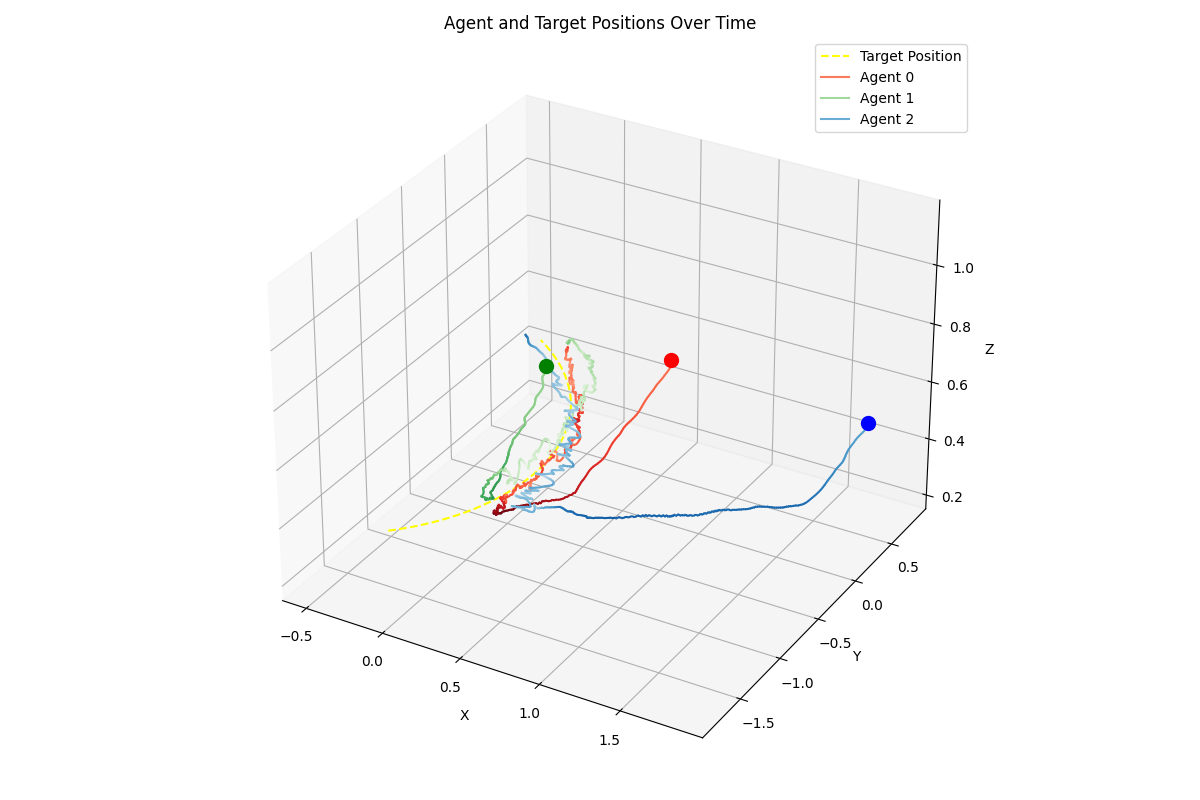 Agent and Target Positions Over Time
Target Position
Agent 0
Agent 1
Agent 2
Z
1.0
0.8
0.6
0.4
0.2
0.5
0.0
−0.5
−1.0
−1.5
Y
−0.5
0.0
0.5
1.0
1.5
X